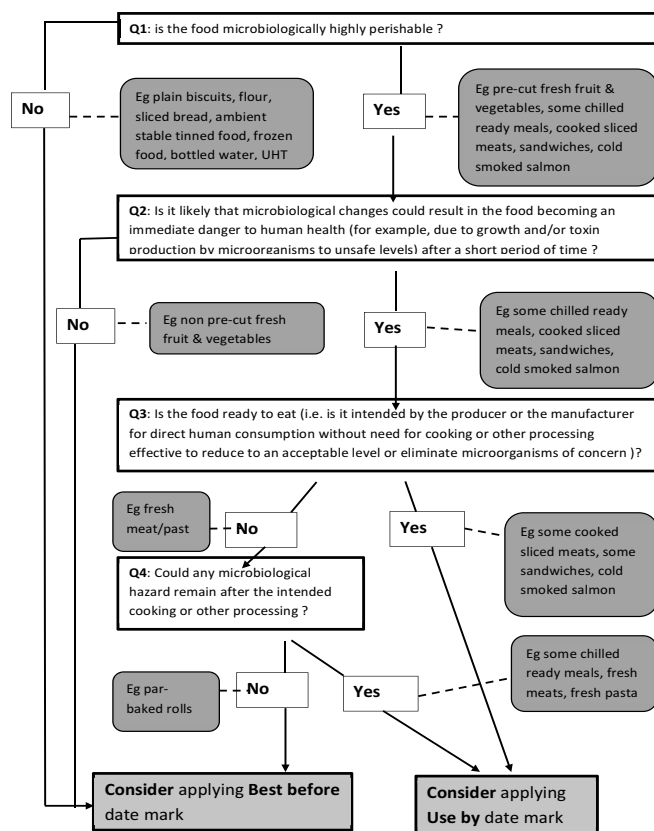 Q1: is the food microbiologically highly perishable ?
No
Eg plain biscuits, flour,
sliced bread, ambient
stable tinned food, frozen
food, bottled water, UHT
Yes
Eg pre-cut fresh fruit &
vegetables, some chilled
ready meals, cooked sliced
meats, sandwiches, cold
smoked salmon
Q2: Is it likely that microbiological changes could result in the food becoming an
immediate danger to human health (for example, due to growth and/or toxin
production by microorganisms to unsafe levels) after a short period of time ?
No
Eg non pre-cut fresh
fruit & vegetables
Yes
Eg some chilled ready
meals, cooked sliced
meats, sandwiches,
cold smoked salmon
Q3: Is the food ready to eat (i.e. is it intended by the producer or the manufacturer
for direct human consumption without need for cooking or other processing
effective to reduce to an acceptable level or eliminate microorganisms of concern )?
Eg fresh
meat/past
No
Yes
Eg some cooked
sliced meats, some
sandwiches, cold
smoked salmon
Q4: Could any microbiological
hazard remain after the intended
cooking or other processing ?
Eg par-
baked rolls
No
Yes
Eg some chilled
ready meals, fresh
meats, fresh pasta
Consider applying Best before
date mark
Consider applying
Use by date mark